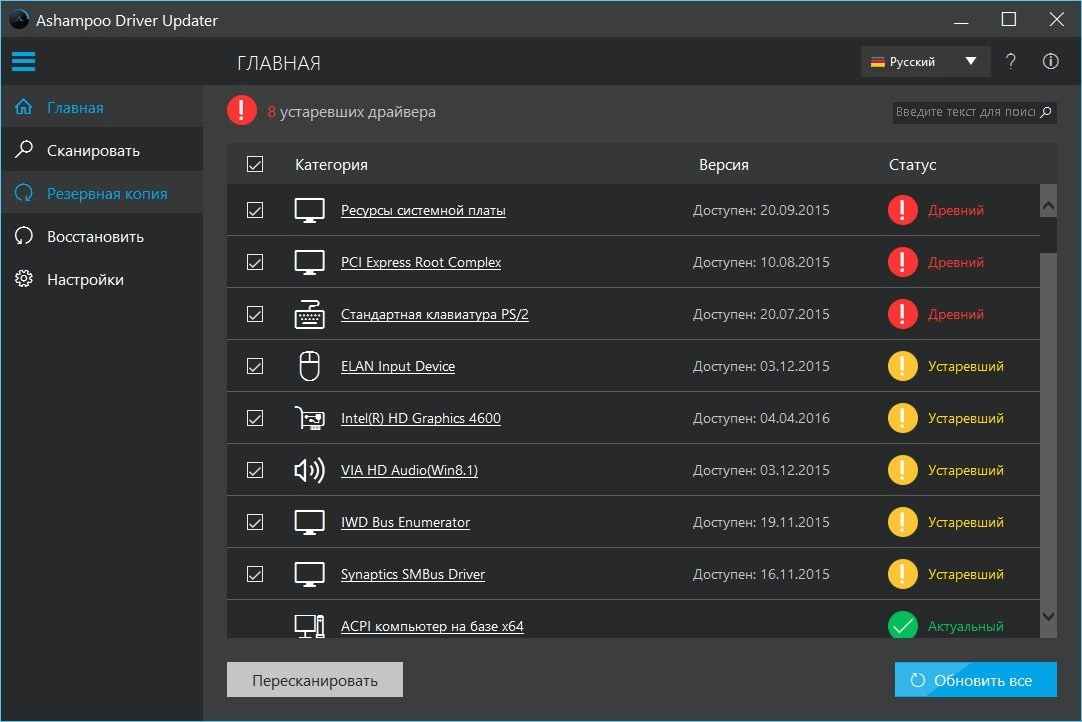 Ashampoo Driver Updater
ГЛАВНАЯ
Русский
?
Главная
Сканировать
Резервная копия
Восстановить
Настройки
8 устаревших драйвера
Введите текст для поиск
Категория Версия Статус
Ресурсы системной платы Доступен: 20.09.2015 Древний
PCI Express Root Complex Доступен: 10.08.2015 Древний
Стандартная клавиатура PS/2 Доступен: 20.07.2015 Древний
ELAN Input Device Доступен: 03.12.2015 Устаревший
Intel(R) HD Graphics 4600 Доступен: 04.04.2016 Устаревший
VIA HD Audio(Win8.1) Доступен: 03.12.2015 Устаревший
IWD Bus Enumerator Доступен: 19.11.2015 Устаревший
Synaptics SMBus Driver Доступен: 16.11.2015 Устаревший
ACPI компьютер на базе x64 Актуальный
Пересканировать
Обновить все